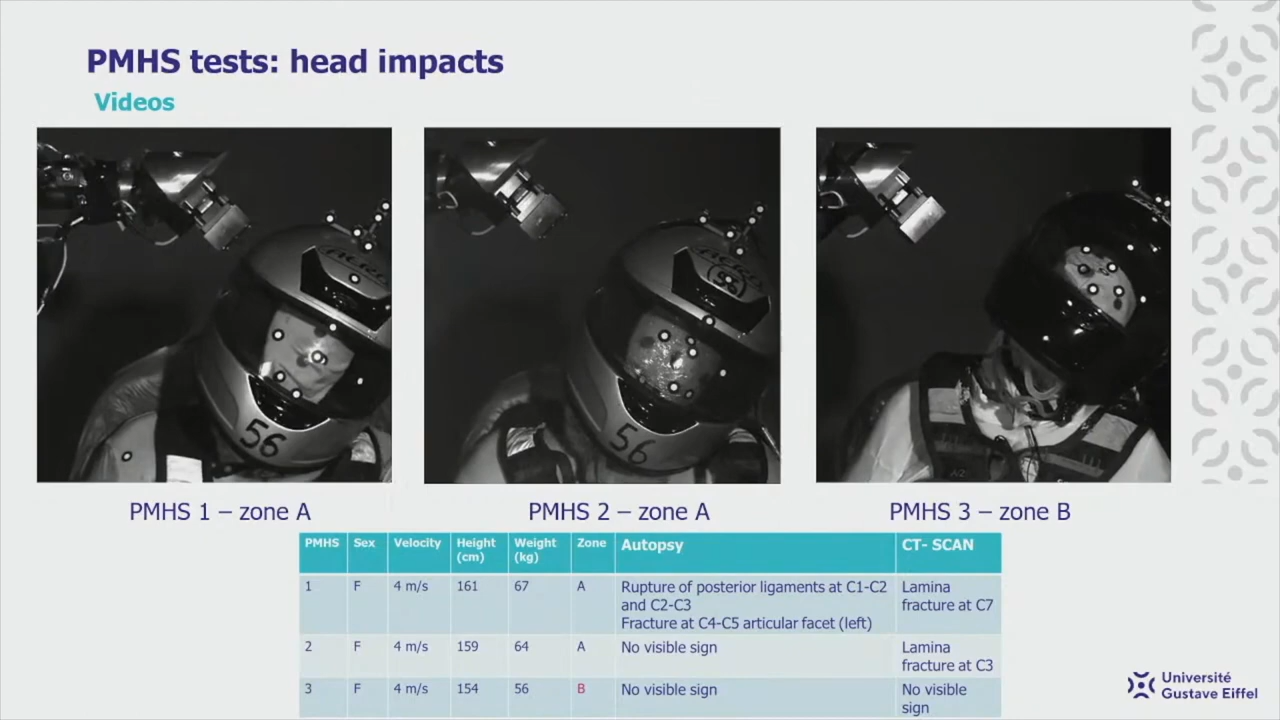 PMHS tests: head impacts
Videos
56
56
PMHS 1 – zone A
PMHS 2 – zone A
PMHS 3 – zone B
PMHS Sex Velocity Height (cm) Weight (kg) Zone Autopsy CT- SCAN
1 F 4 m/s 161 67 A Rupture of posterior ligaments at C1-C2 and C2-C3 Fracture at C4-C5 articular facet (left) Lamina fracture at C7
2 F 4 m/s 159 64 A No visible sign Lamina fracture at C3
3 F 4 m/s 154 56 B No visible sign No visible sign
Université
Gustave Eiffel